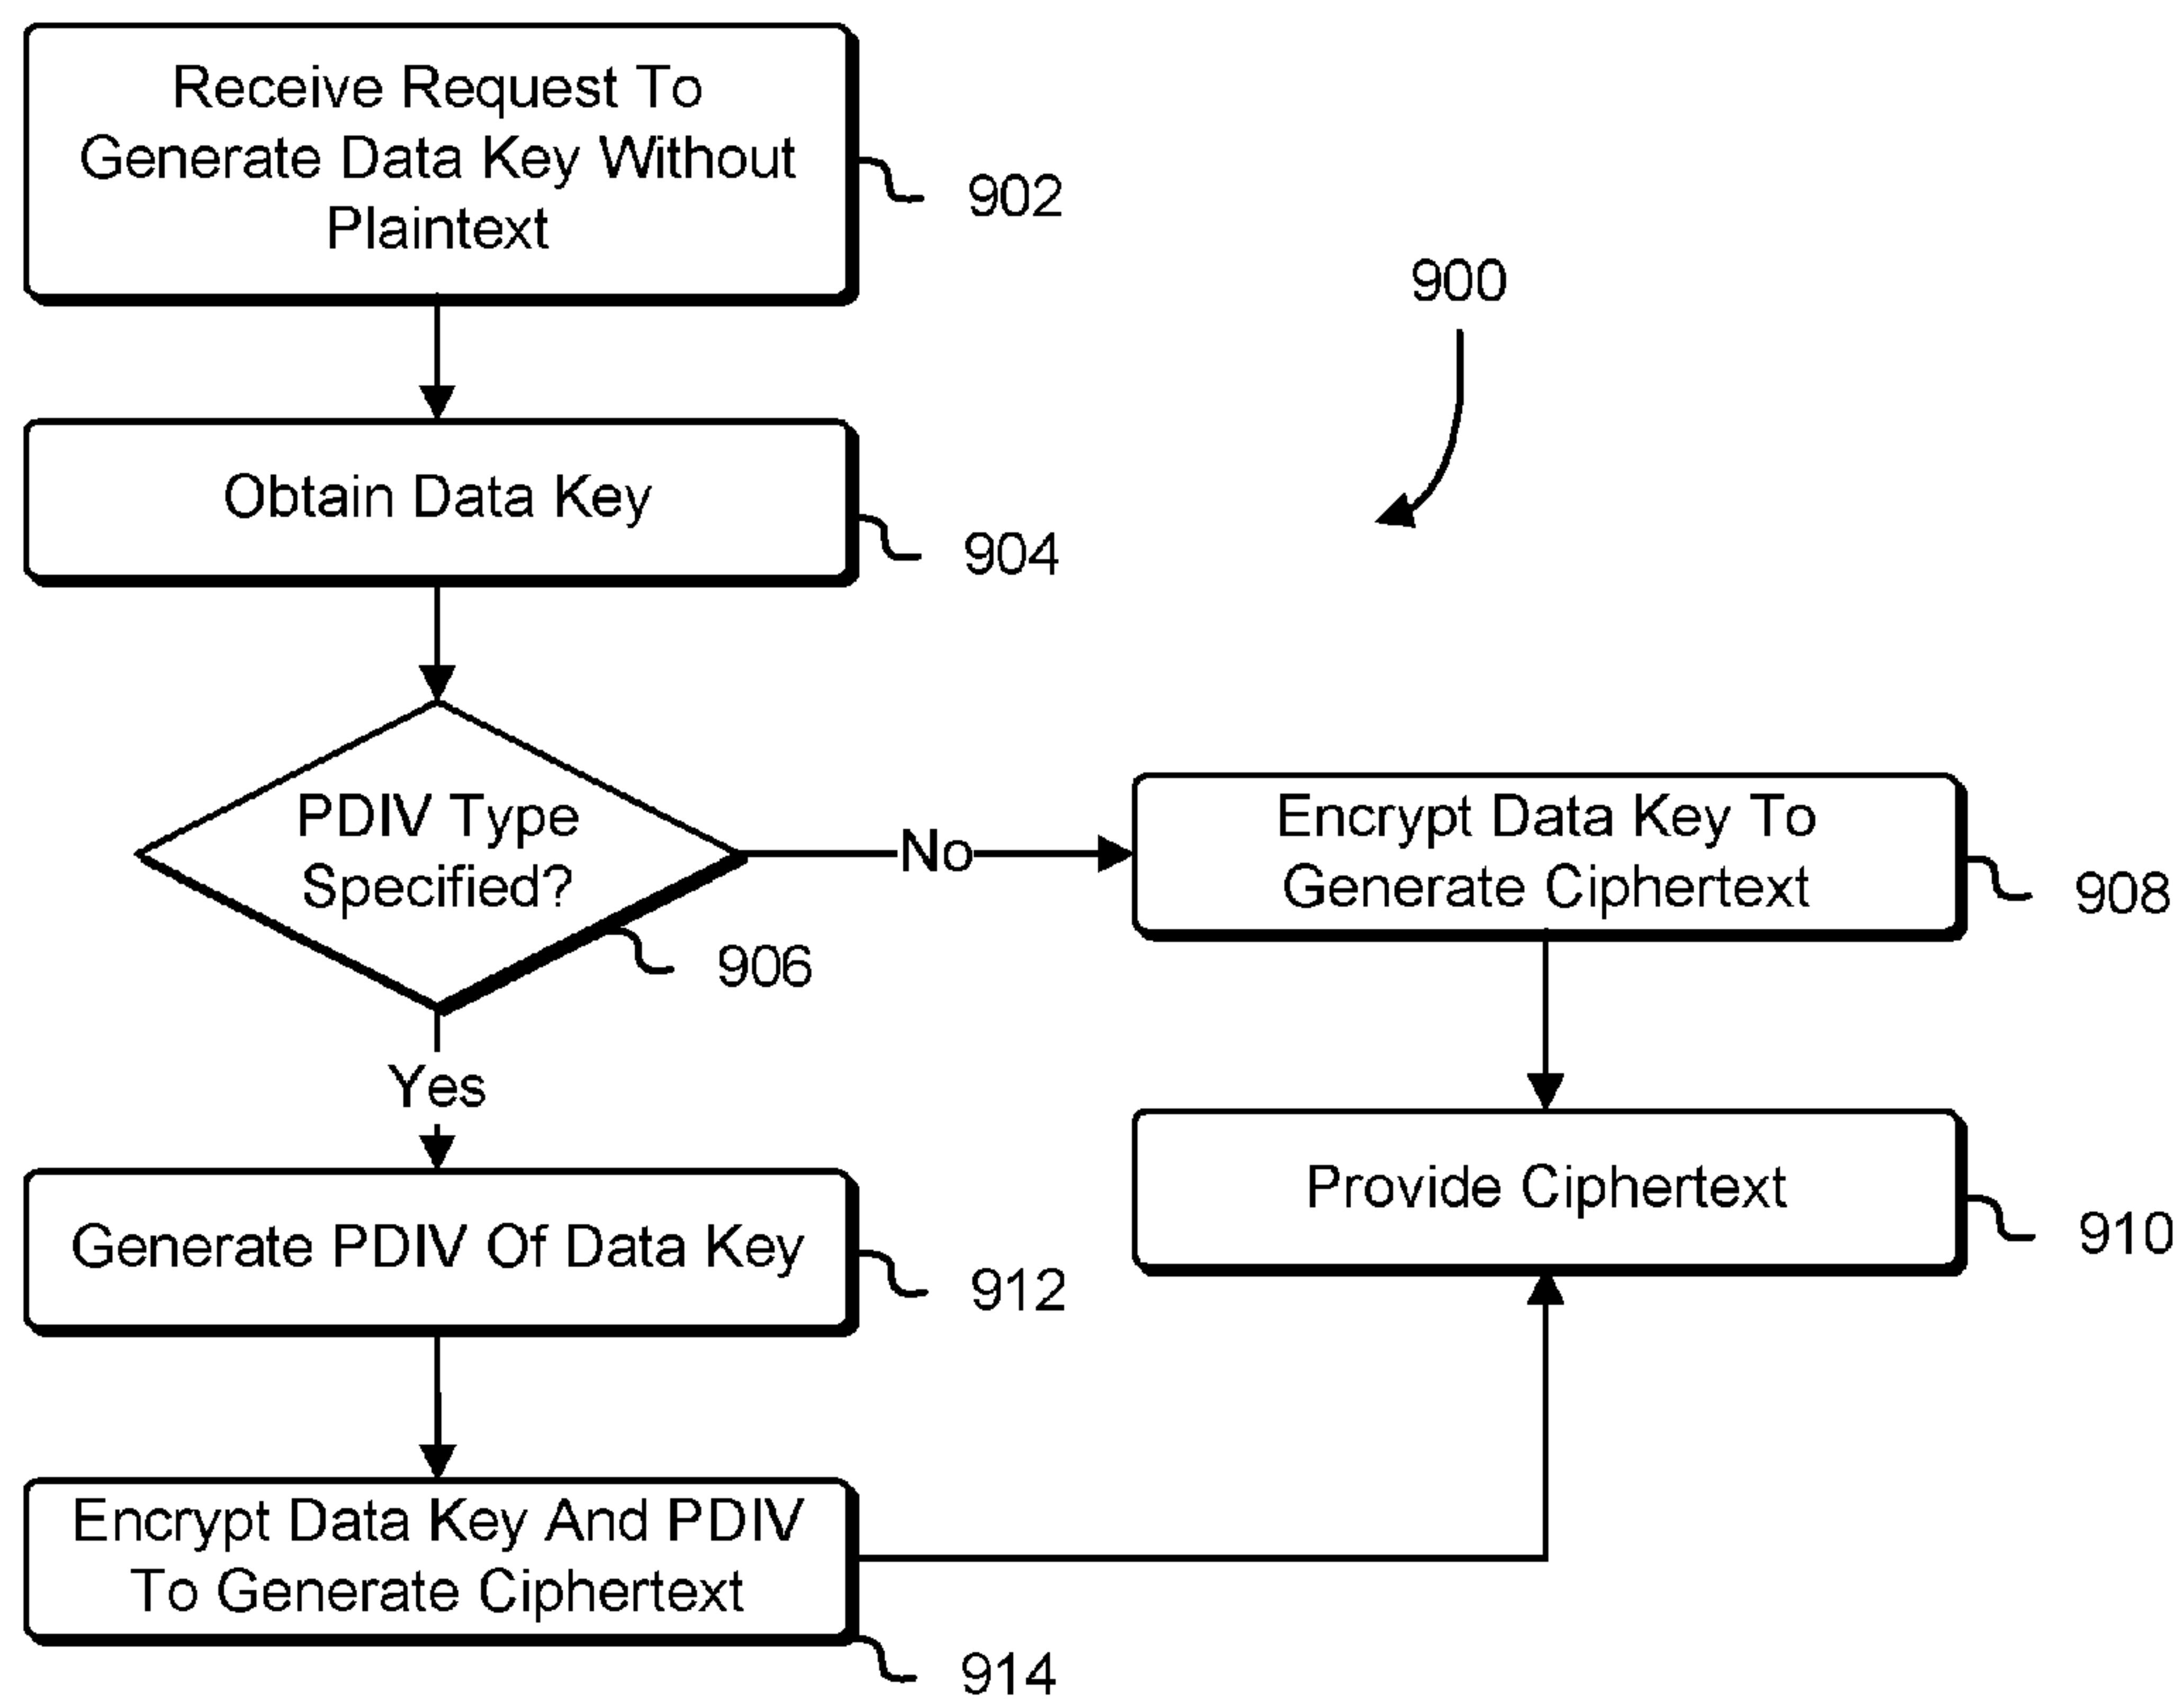 Receive Request To
Generate Data Key Without
Plaintext
902
900
Obtain Data Key
904
PDIV Type
Specified?
906
No
Encrypt Data Key To
Generate Ciphertext
908
Yes
Provide Ciphertext
910
Generate PDIV Of Data Key
912
Encrypt Data Key And PDIV
To Generate Ciphertext
914